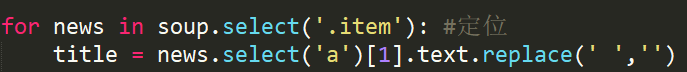 for news in soup.select('.item'): #定位
    title = news.select('a')[1].text.replace(' ','')